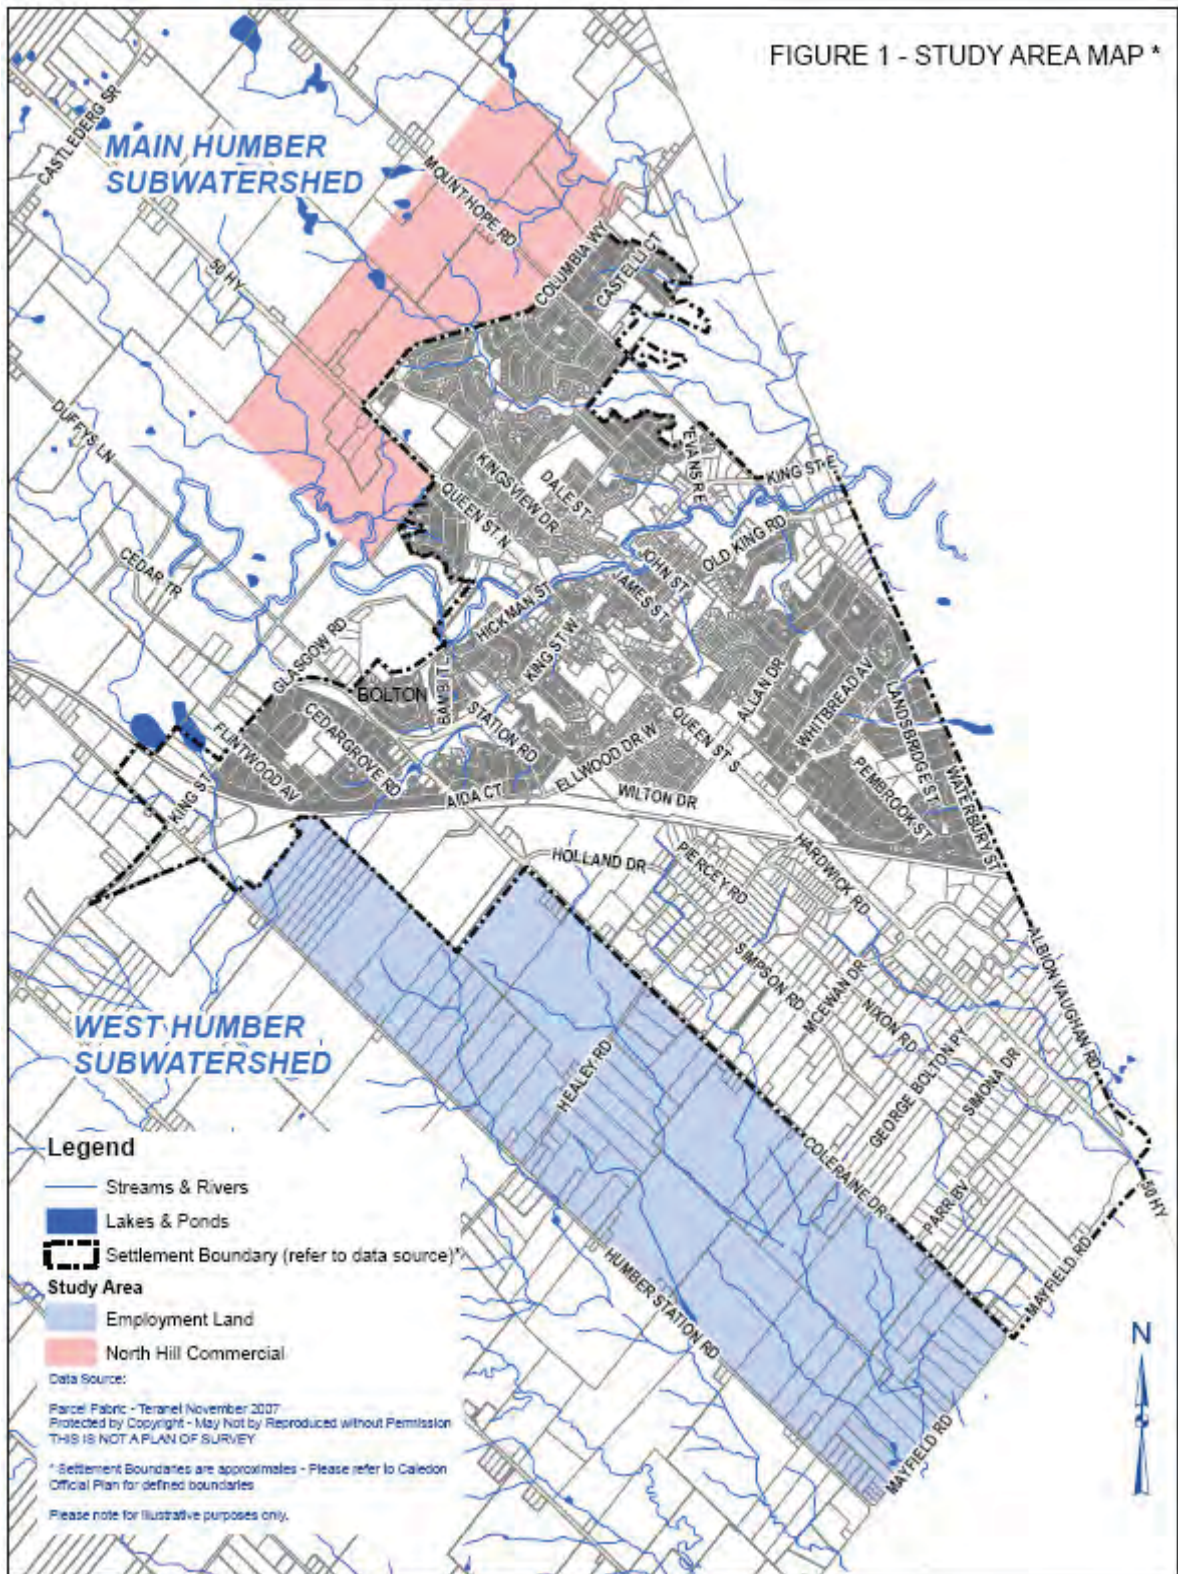 FIGURE 1 - STUDY AREA MAP *
CASTLEDERG SR
MAIN HUMBER
SUBWATERSHED
MOUNT HOPE RD
50 HY
COLUMBIA WY
CASTELLI CT
DUFFYS LN
KINGSVIEW DR
DALE ST
EVANS RE
KING ST E
QUEEN ST N
OLD KING RD
JOHN ST
JAMES ST
CEDAR TR
HICKMAN ST
GLASGOW RD
KING ST W
BOLTON
BAMBI TL
ALLAN DR
WHITBREAD AV
LANDSBRIDGE ST
STATION RD
QUEEN ST S
CEDARGROVE RD
FLINTWOOD AV
ELLWOOD DR W
PEMBROOK ST
WATERBURY ST
KING ST
AIDA CT
WILTON DR
HOLLAND DR
PIERCEY RD
HARDWICK RD
SIMPSON RD
MCEWAN DR
NIXON RD
ALBION VAUGHAN RD
WEST HUMBER
SUBWATERSHED
HEALEY RD
GEORGE BOLTON PY
SIMONA DR
COLERAINE DR
PARR BV
50 HY
MAYFIELD RD
HUMBER STATION RD
MAYFIELD RD
N
Legend
Streams & Rivers
Lakes & Ponds
Settlement Boundary (refer to data source)*
Study Area
Employment Land
North Hill Commercial
Data Source:
Parcel Fabric - Teranet November 2007
Protected by Copyright - May Not by Reproduced without Permission
THIS IS NOT A PLAN OF SURVEY
* Settlement Boundaries are approximates - Please refer to Caledon
Official Plan for defined boundaries
Please note for illustrative purposes only.